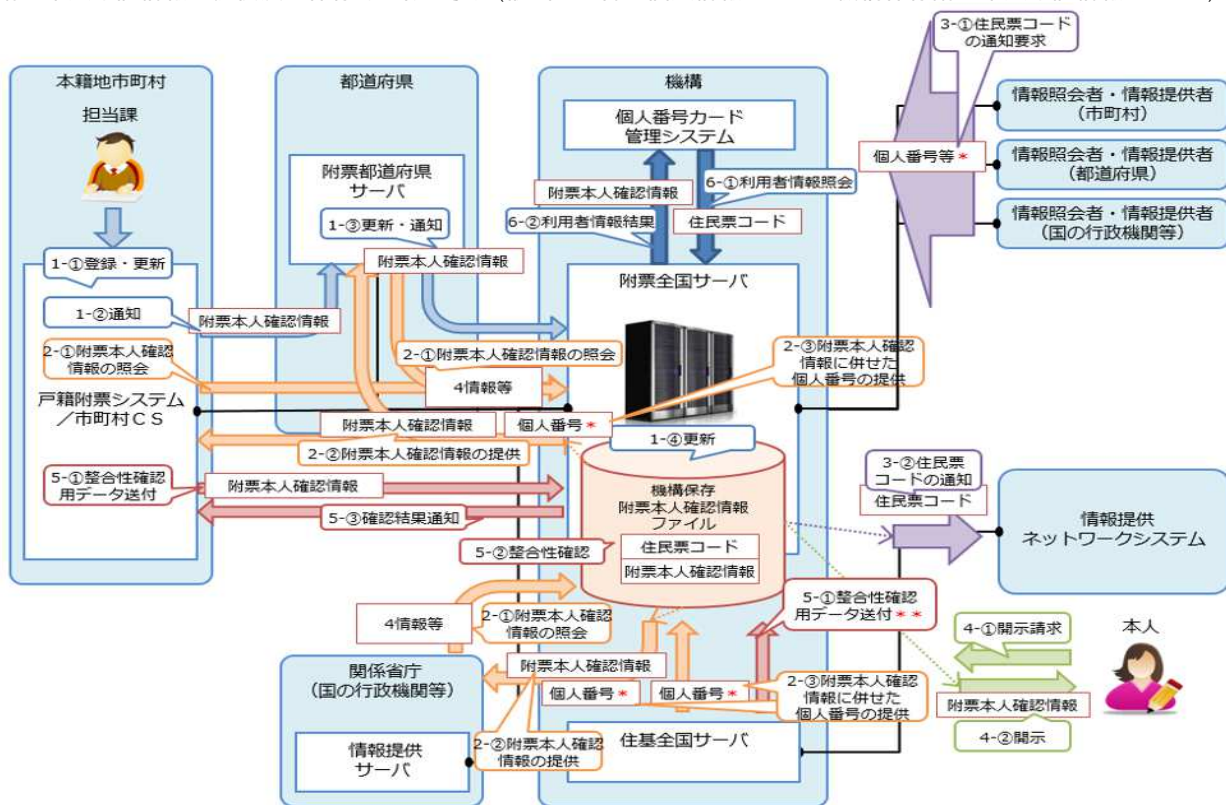 本籍地市町村
担当課
1-①登録・更新
1-②通知
附票本人確認情報
2-①附票本人確認
情報の照会
戸籍附票システム
／市町村ＣＳ
5-①整合性確認
用データ送付
附票本人確認情報
5-③確認結果通知
都道府県
附票都道府県
サーバ
1-③更新・通知
附票本人確認情報
2-①附票本人確認情報の照会
4情報等
附票本人確認情報
個人番号＊
2-②附票本人確認情報の提供
機構
個人番号カード
管理システム
附票本人確認情報
6-①利用者情報照会
6-②利用者情報結果
住民票コード
附票全国サーバ
2-③附票本人確認
情報に併せた
個人番号の提供
1-④更新
機構保存
附票本人確認情報
ファイル
住民票コード
附票本人確認情報
5-②整合性確認
5-①整合性確認
用データ送付＊＊
4情報等
2-①附票本人確認
情報の照会
附票本人確認情報
個人番号＊
個人番号＊
2-③附票本人確認
情報に併せた
個人番号の提供
関係省庁
（国の行政機関等）
2-②附票本人確認
情報の提供
情報提供
サーバ
住基全国サーバ
3-①住民票コード
の通知要求
個人番号等＊
情報照会者・情報提供者
（市町村）
情報照会者・情報提供者
（都道府県）
情報照会者・情報提供者
（国の行政機関等）
3-②住民票
コードの通知
住民票コード
情報提供
ネットワークシステム
4-①開示請求
本人
附票本人確認情報
4-②開示